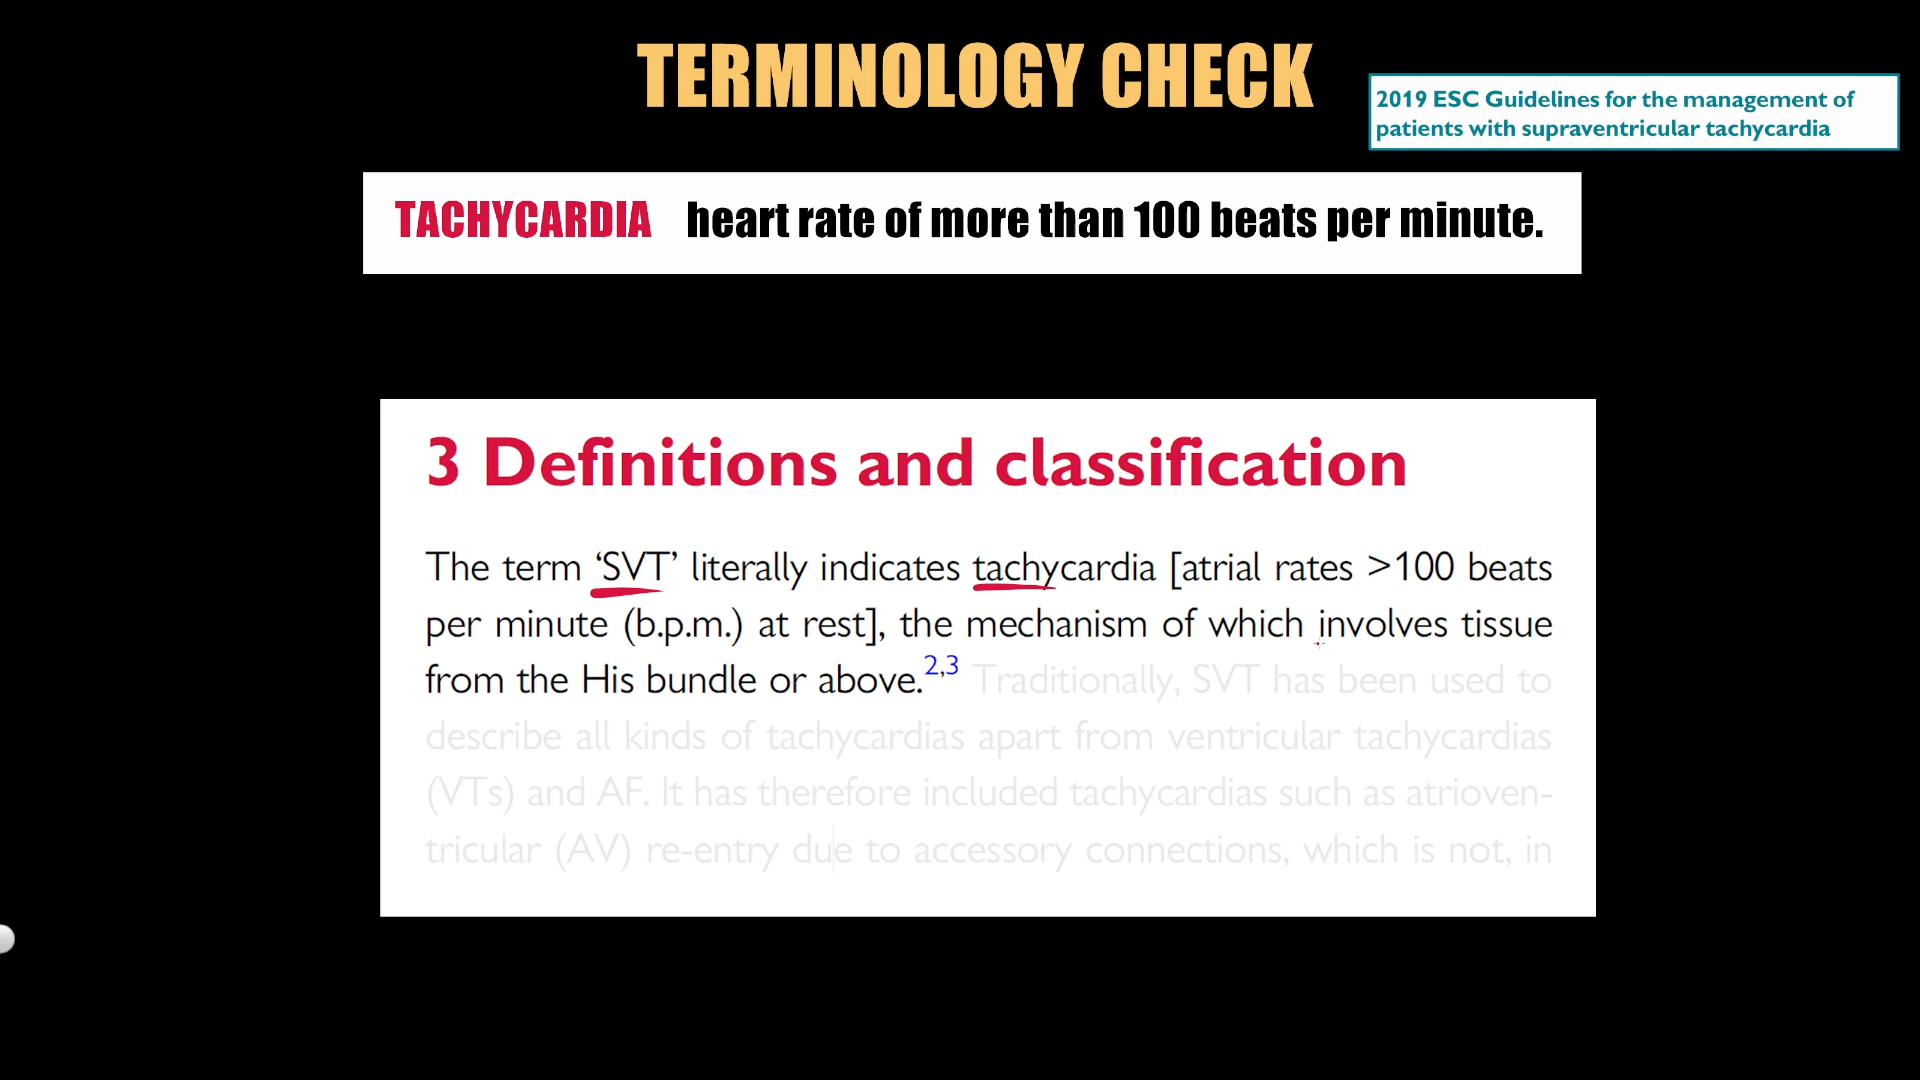 TERMINOLOGY CHECK
2019 ESC Guidelines for the management of
patients with supraventricular tachycardia
TACHYCARDIA heart rate of more than 100 beats per minute.
3 Definitions and classification
The term ‘SVT’ literally indicates tachycardia [atrial rates >100 beats
per minute (b.p.m.) at rest], the mechanism of which involves tissue
from the His bundle or above.2,3 Traditionally, SVT has been used to
describe all kinds of tachycardias apart from ventricular tachycardias
(VTs) and AF. It has therefore included tachycardias such as atrioven-
tricular (AV) re-entry due to accessory connections, which is not, in